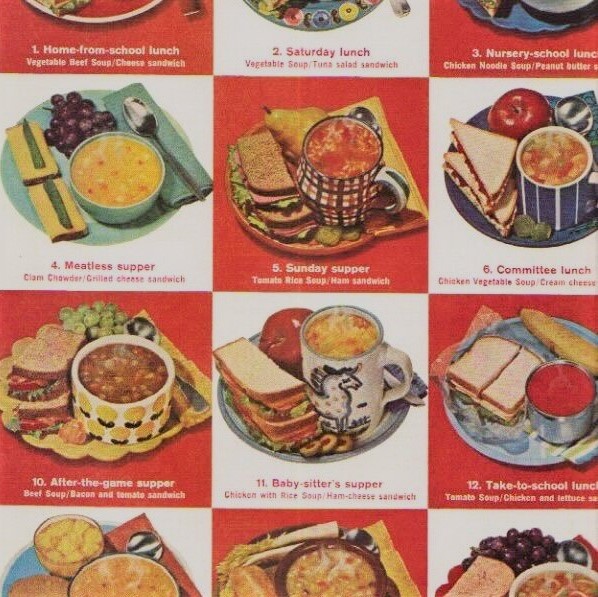 1. Home-from-school lunch
Vegetable Beef Soup/Cheese sandwich
2. Saturday lunch
Vegetable Soup/Tuna salad sandwich
3. Nursery-school lunc
Chicken Noodle Soup/Peanut butter s
4. Meatless supper
Clam Chowder/Grilled cheese sandwich
5. Sunday supper
Tomato Rice Soup/Ham sandwich
6. Committee lunch
Chicken Vegetable Soup/Cream cheese
10. After-the-game supper
Beef Soup/Bacon and tomato sandwich
11. Baby-sitter's supper
Chicken with Rice Soup/Ham-cheese sandwich
12. Take-to-school lunc
Tomato Soup/Chicken and lettuce sa